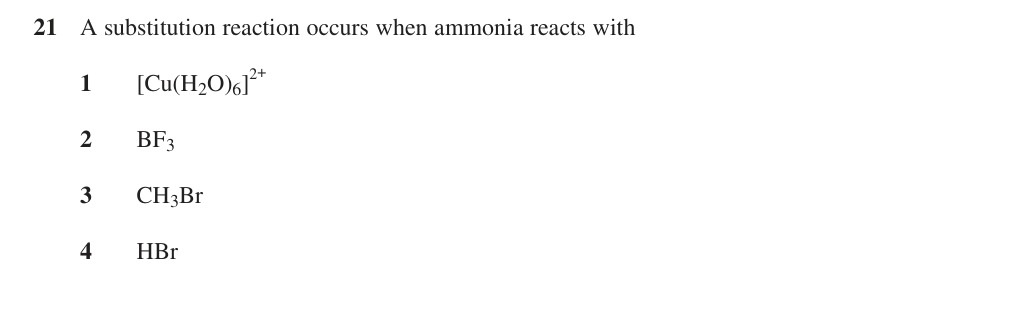 21 A substitution reaction occurs when ammonia reacts with
1 [Cu(H₂O)₆]²⁺
2 BF₃
3 CH₃Br
4 HBr